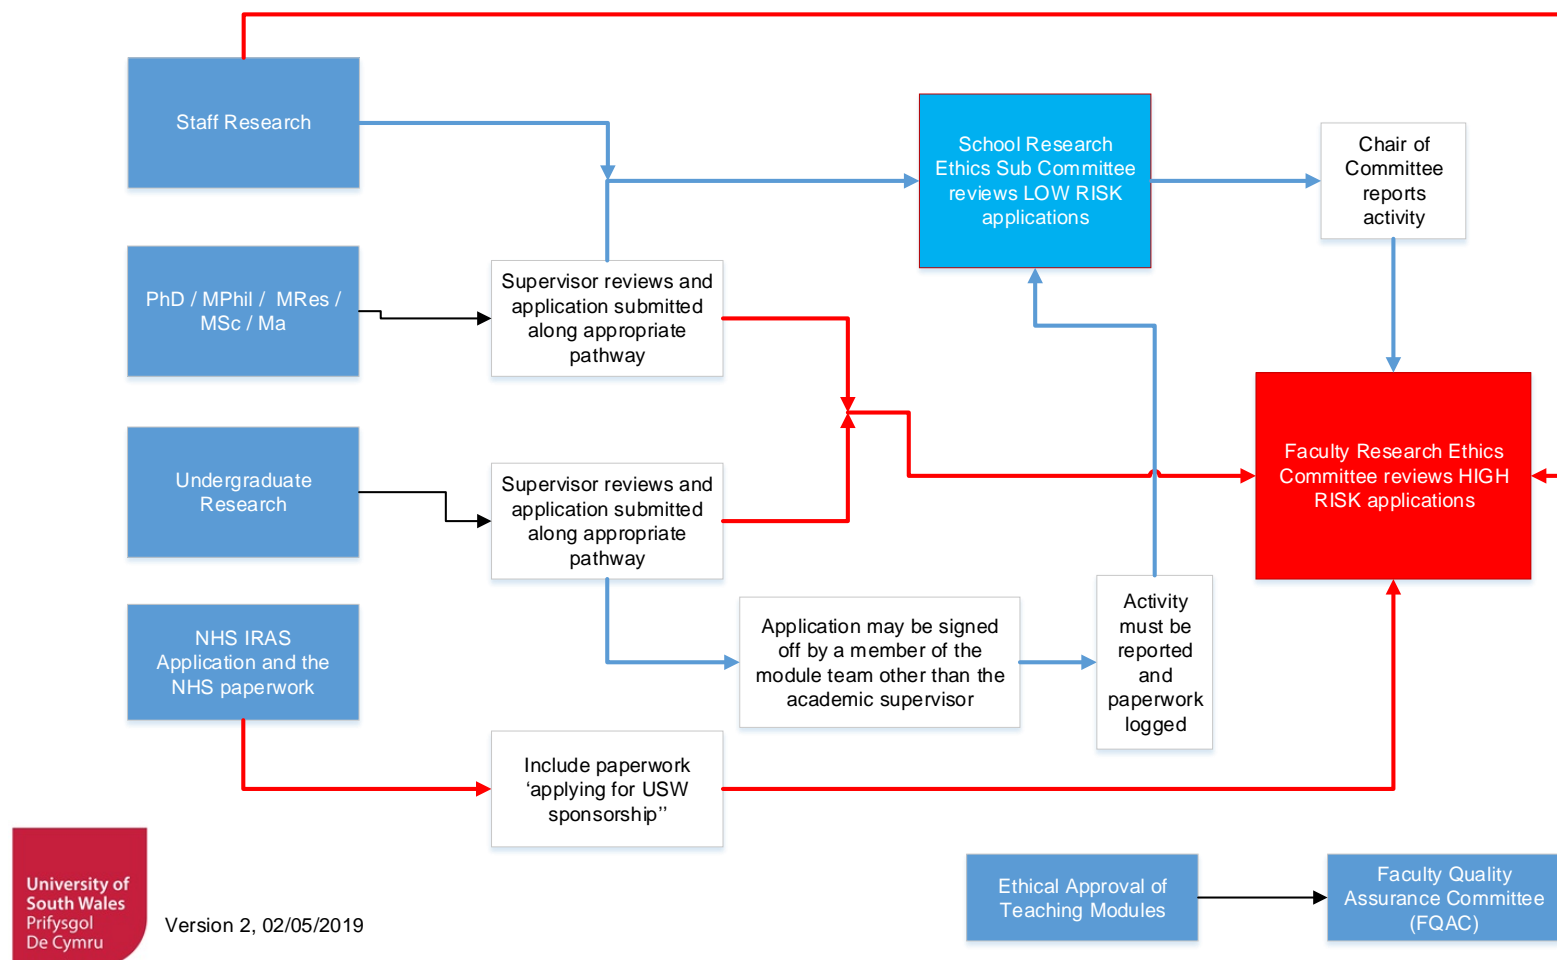 Staff Research
School Research
Ethics Sub Committee
reviews LOW RISK
applications
Chair of
Committee
reports
activity
PhD / MPhil / MRes /
MSc / Ma
Supervisor reviews and
application submitted
along appropriate
pathway
Faculty Research Ethics
Committee reviews HIGH
RISK applications
Undergraduate
Research
Supervisor reviews and
application submitted
along appropriate
pathway
NHS IRAS
Application and the
NHS paperwork
Application may be signed
off by a member of the
module team other than the
academic supervisor
Activity
must be
reported
and
paperwork
logged
Include paperwork
‘applying for USW
sponsorship’’
Ethical Approval of
Teaching Modules
Faculty Quality
Assurance Committee
(FQAC)
University of
South Wales
Prifysgol
De Cymru
Version 2, 02/05/2019